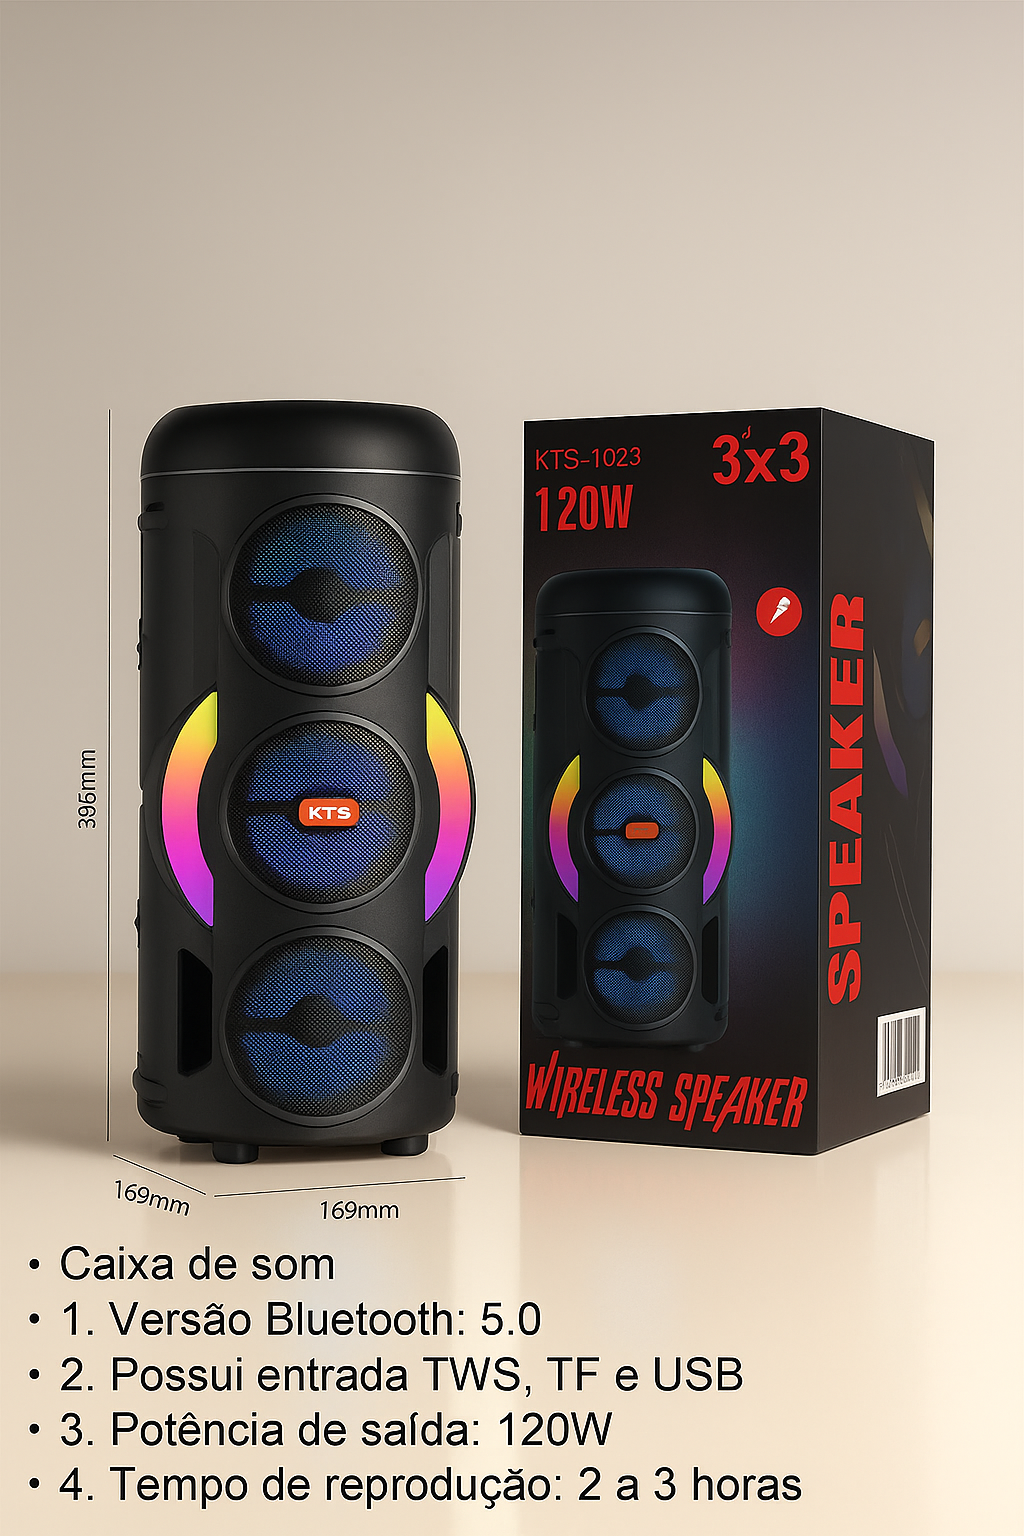 KTS-1023
3x3
120W
SPEAKER
KTS
WIRELESS SPEAKER
396mm
169mm
169mm
• Caixa de som
• 1. Versão Bluetooth: 5.0
• 2. Possui entrada TWS, TF e USB
• 3. Potência de saída: 120W
• 4. Tempo de reprodução: 2 a 3 horas